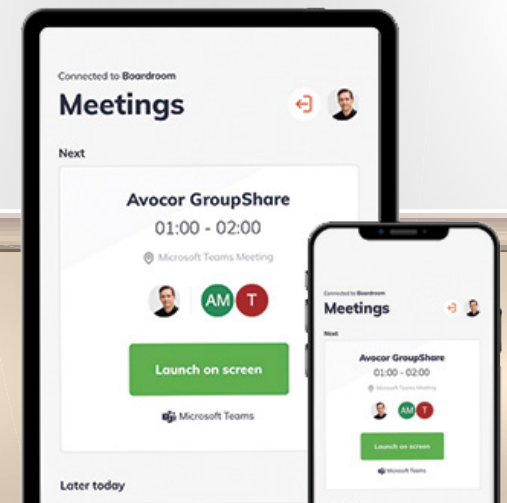 Connected to Boardroom
Meetings
Next
Avocor GroupShare
01:00 - 02:00
Microsoft Teams Meeting
AM T
Launch on screen
Microsoft Teams
Later today
Connected to Boardroom
Meetings
Next
Avocor GroupShare
01:00 - 02:00
Microsoft Teams Meeting
AM T
Launch on screen
Microsoft Teams